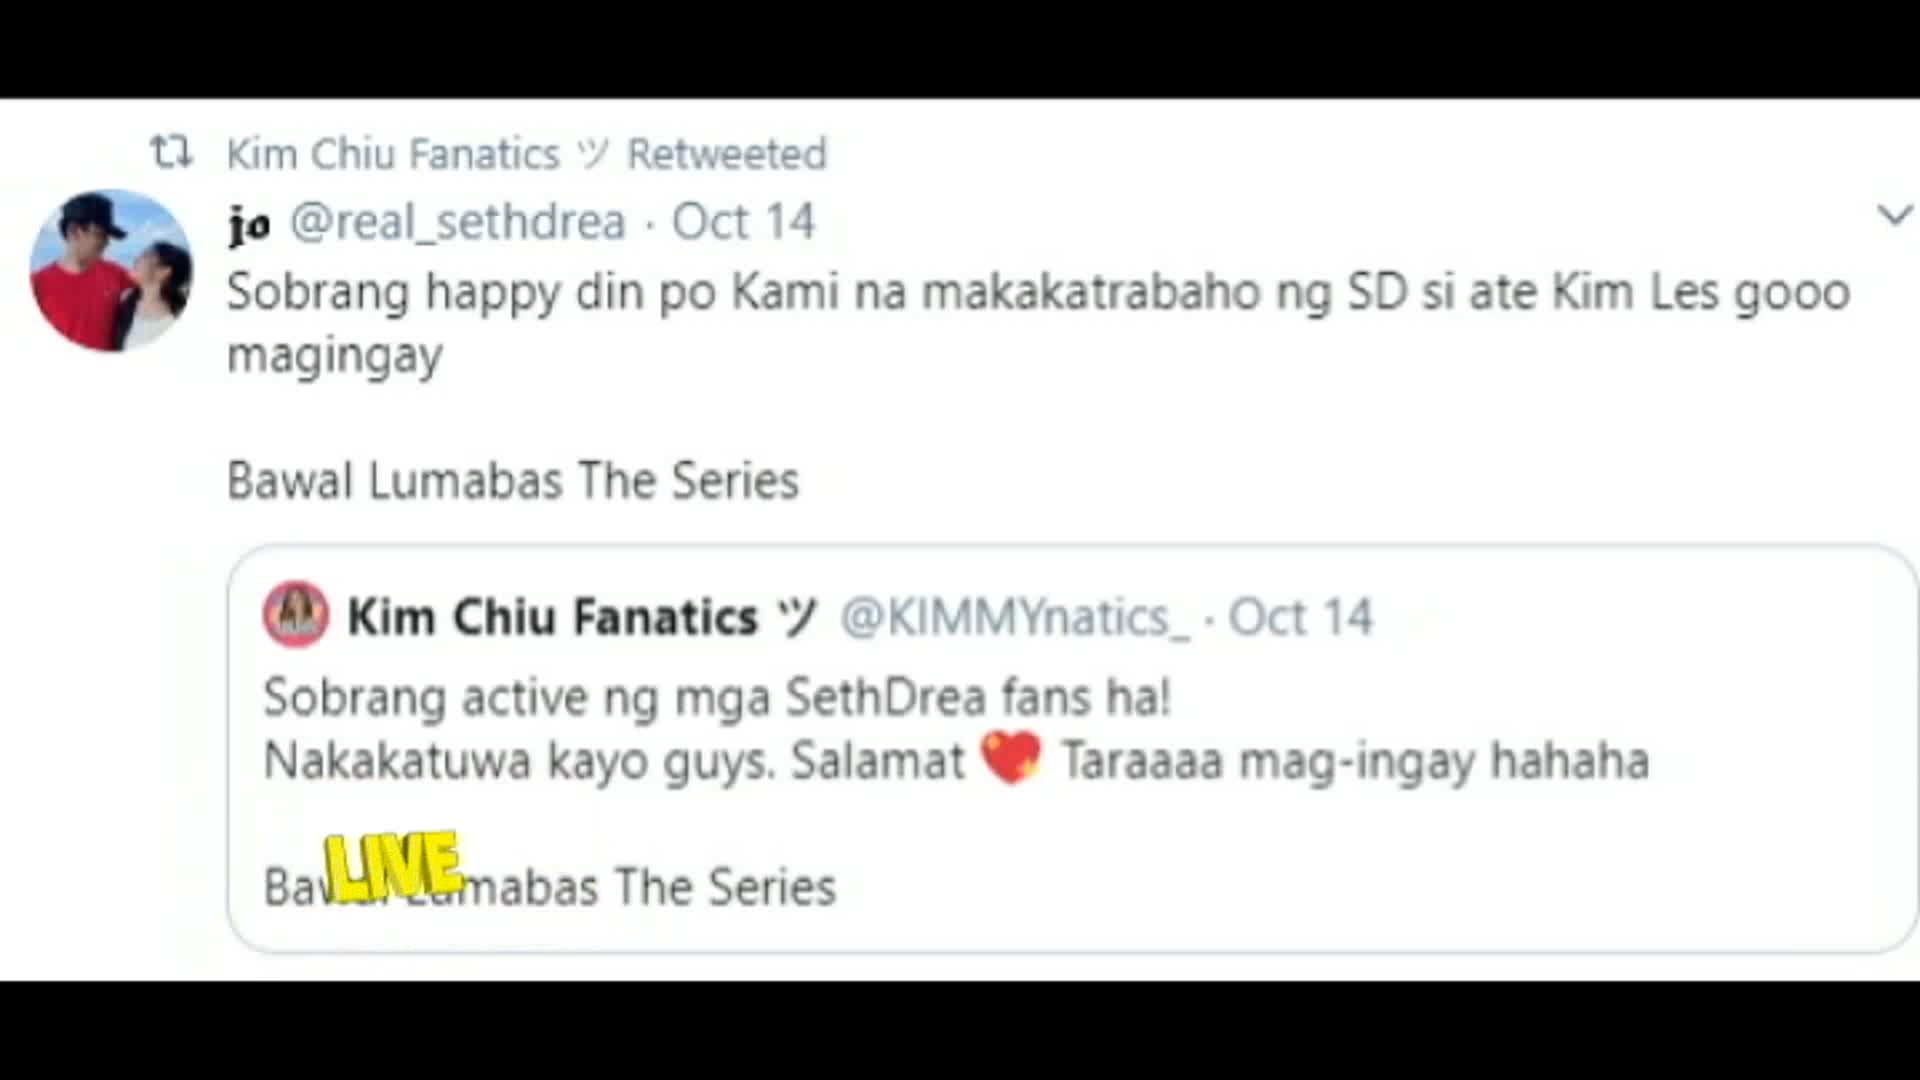 Kim Chiu Fanatics ツ Retweeted
jo @real_sethdrea · Oct 14
Sobrang happy din po Kami na makakatrabaho ng SD si ate Kim Les gooo
magingay
Bawal Lumabas The Series
Kim Chiu Fanatics ツ @KIMMYnatics_ · Oct 14
Sobrang active ng mga SethDrea fans ha!
Nakakatuwa kayo guys. Salamat 💖 Taraaaa mag-ingay hahaha
LIVE
Bawal Lumabas The Series